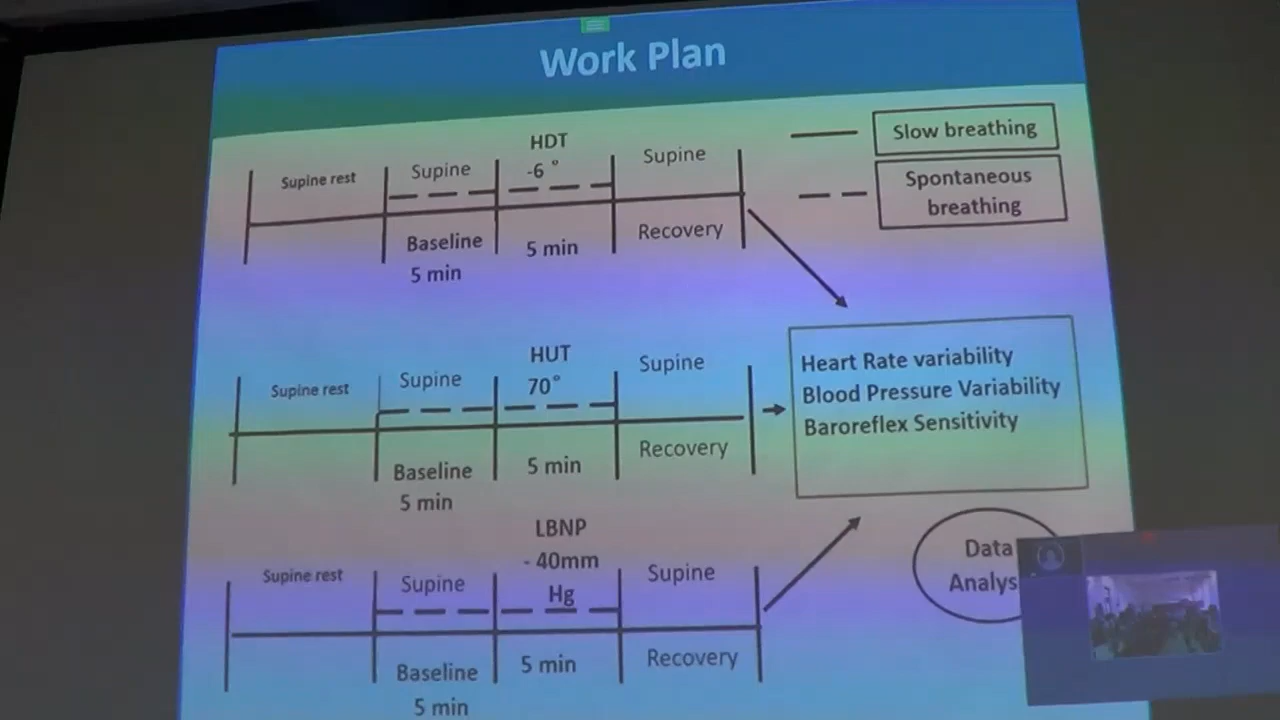 Work Plan
HDT
-6 °
Supine rest
Supine
Supine
Baseline
5 min
5 min
Recovery
Slow breathing
Spontaneous
breathing
HUT
70°
Supine rest
Supine
Supine
Baseline
5 min
5 min
Recovery
Heart Rate variability
Blood Pressure Variability
Baroreflex Sensitivity
LBNP
- 40mm
Hg
Supine rest
Supine
Supine
Baseline
5 min
5 min
Recovery
Data
Analys